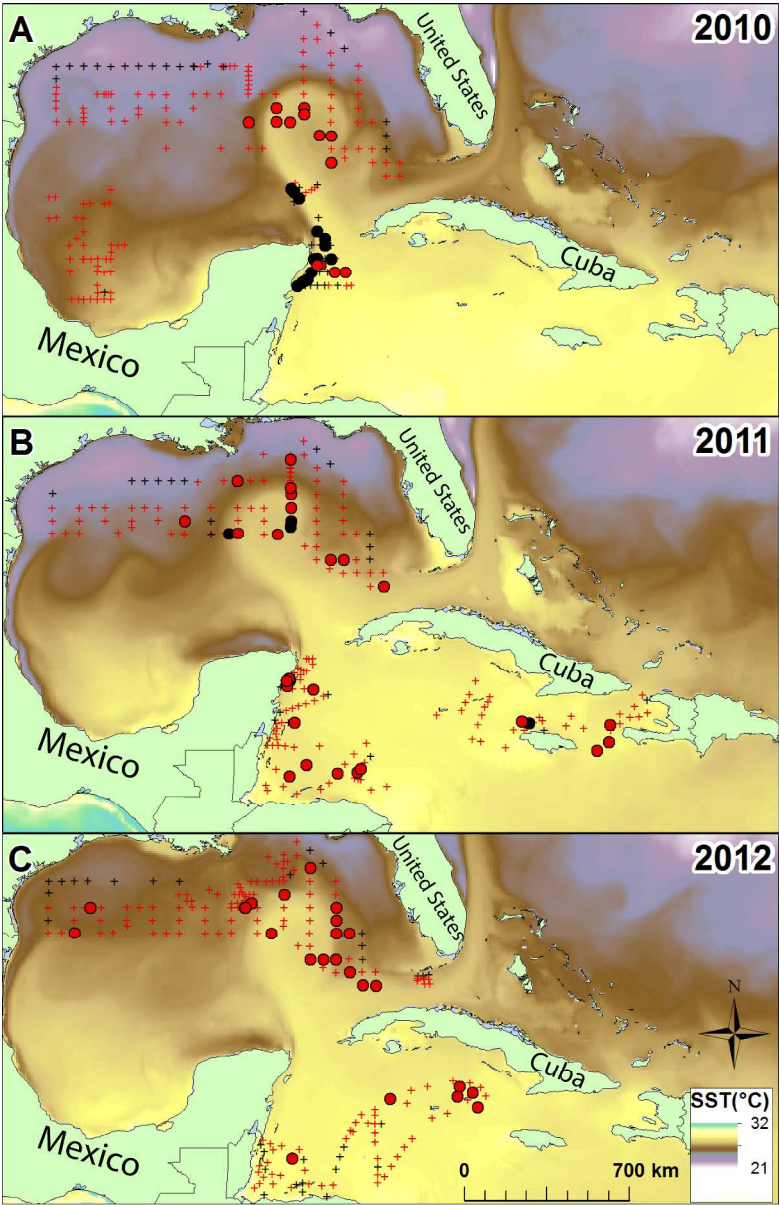 A
2010
United States
Cuba
Mexico
B
2011
United States
Cuba
Mexico
C
2012
United States
N
Cuba
Mexico
SST(°C)
32
21
0
700 km